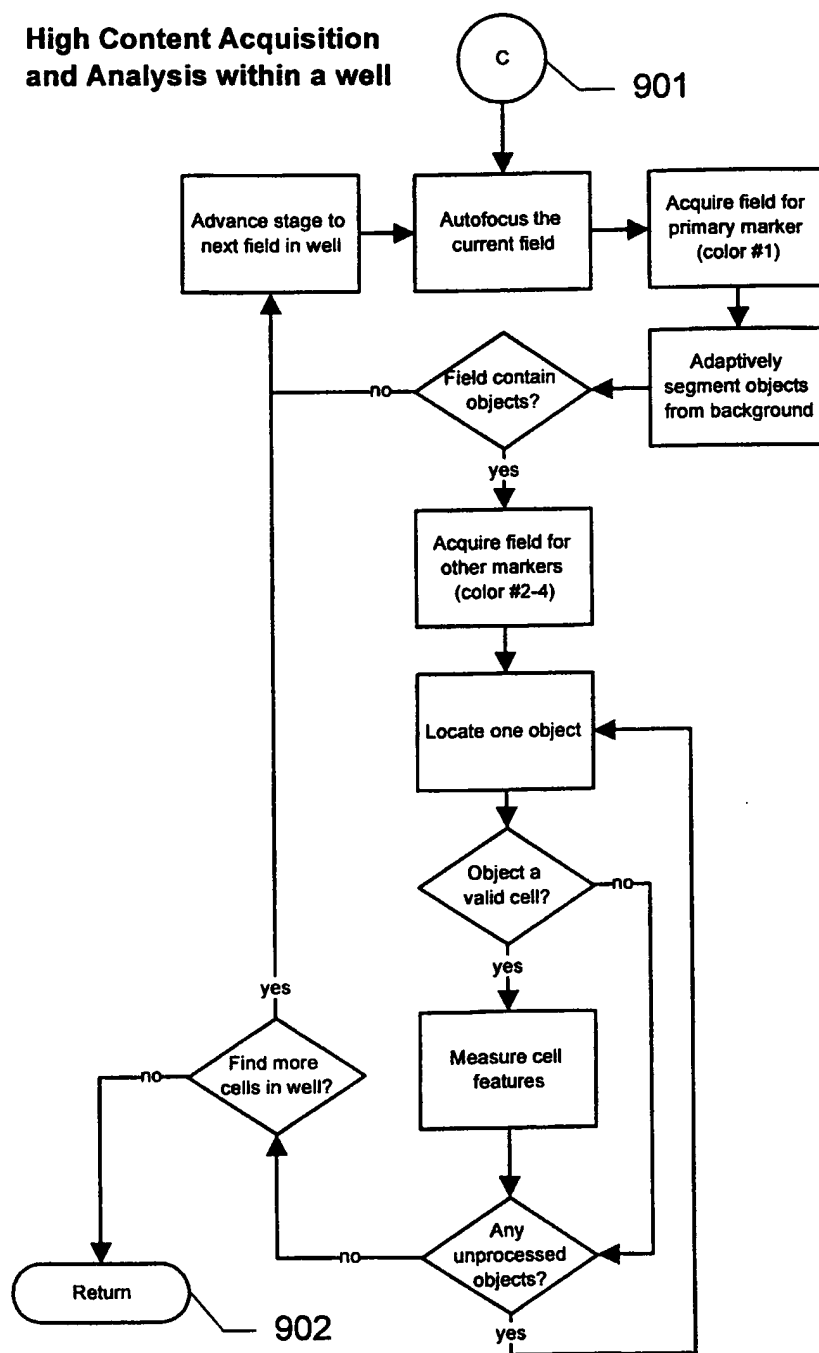 High Content Acquisition
and Analysis within a well
C
901
Advance stage to
next field in well
Autofocus the
current field
Acquire field for
primary marker
(color #1)
Adaptively
segment objects
from background
Field contain
objects?
no
yes
Acquire field for
other markers
(color #2-4)
Locate one object
Object a
valid cell?
no
yes
Measure cell
features
Any
unprocessed
objects?
no
yes
Find more
cells in well?
yes
no
Return
902